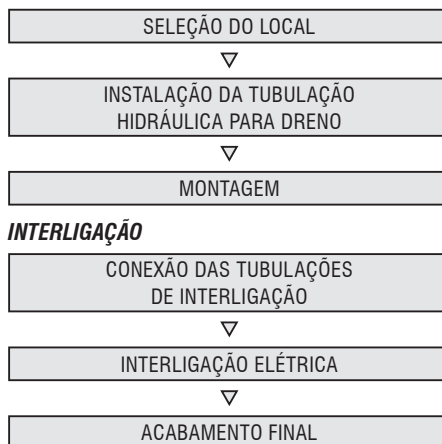 SELEÇÃO DO LOCAL
INSTALAÇÃO DA TUBULAÇÃO
HIDRÁULICA PARA DRENO
MONTAGEM
INTERLIGAÇÃO
CONEXÃO DAS TUBULAÇÕES
DE INTERLIGAÇÃO
INTERLIGAÇÃO ELÉTRICA
ACABAMENTO FINAL